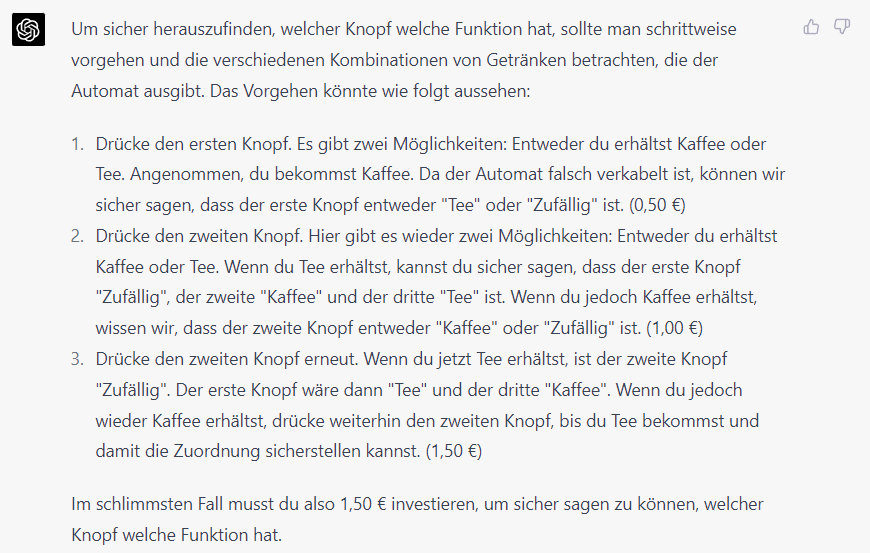 Um sicher herauszufinden, welcher Knopf welche Funktion hat, sollte man schrittweise
vorgehen und die verschiedenen Kombinationen von Getränken betrachten, die der
Automat ausgibt. Das Vorgehen könnte wie folgt aussehen:
1. Drücke den ersten Knopf. Es gibt zwei Möglichkeiten: Entweder du erhältst Kaffee oder
Tee. Angenommen, du bekommst Kaffee. Da der Automat falsch verkabelt ist, können wir
sicher sagen, dass der erste Knopf entweder "Tee" oder "Zufällig" ist. (0,50 €)
2. Drücke den zweiten Knopf. Hier gibt es wieder zwei Möglichkeiten: Entweder du erhältst
Kaffee oder Tee. Wenn du Tee erhältst, kannst du sicher sagen, dass der erste Knopf
"Zufällig", der zweite "Kaffee" und der dritte "Tee" ist. Wenn du jedoch Kaffee erhältst,
wissen wir, dass der zweite Knopf entweder "Kaffee" oder "Zufällig" ist. (1,00 €)
3. Drücke den zweiten Knopf erneut. Wenn du jetzt Tee erhältst, ist der zweite Knopf
"Zufällig". Der erste Knopf wäre dann "Tee" und der dritte "Kaffee". Wenn du jedoch
wieder Kaffee erhältst, drücke weiterhin den zweiten Knopf, bis du Tee bekommst und
damit die Zuordnung sicherstellen kannst. (1,50 €)
Im schlimmsten Fall musst du also 1,50 € investieren, um sicher sagen zu können, welcher
Knopf welche Funktion hat.